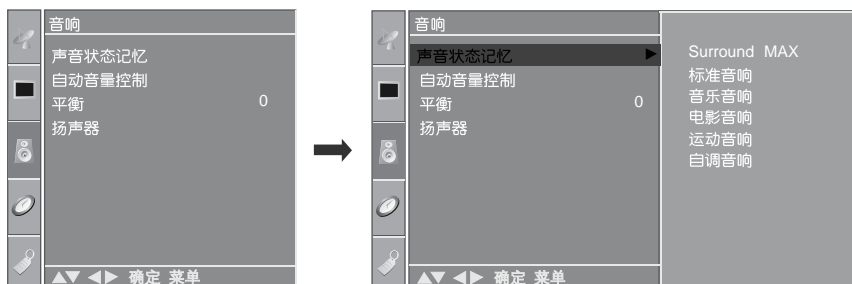 音响
声音状态记忆
自动音量控制
平衡 0
扬声器
▲▼ ◀▶ 确定 菜单
音响
声音状态记忆 ▶
自动音量控制
平衡 0
扬声器
▲▼ ◀▶ 确定 菜单
Surround MAX
标准音响
音乐音响
电影音响
运动音响
自调音响